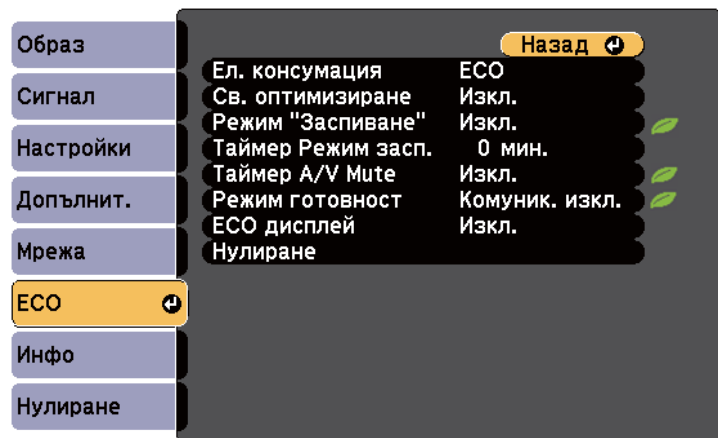 Образ
Сигнал
Настройки
Допълнит.
Мрежа
ECO
Инфо
Нулиране
Назад
Ел. консумация ECO
Св. оптимизиране Изкл.
Режим "Заспиване" Изкл.
Таймер Режим засп. 0 мин.
Таймер A/V Mute Изкл.
Режим готовност Комуник. изкл.
ECO дисплей Изкл.
Нулиране